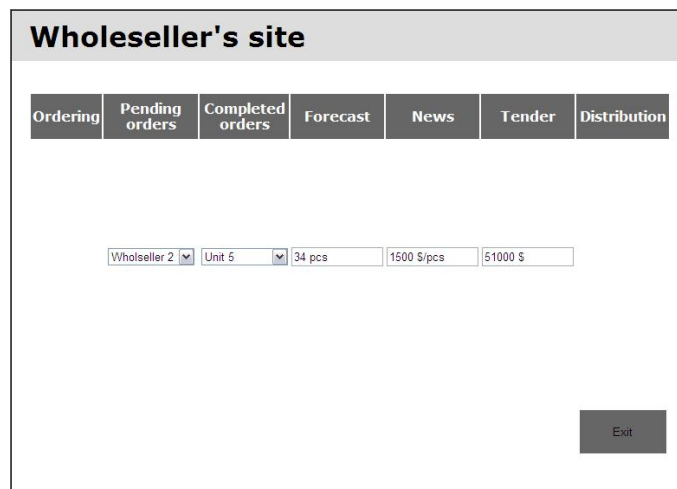 Wholeseller's site
Ordering Pending orders Completed orders Forecast News Tender Distribution
Wholseller 2 Unit 5 34 pcs 1500 $/pcs 51000 $
Exit